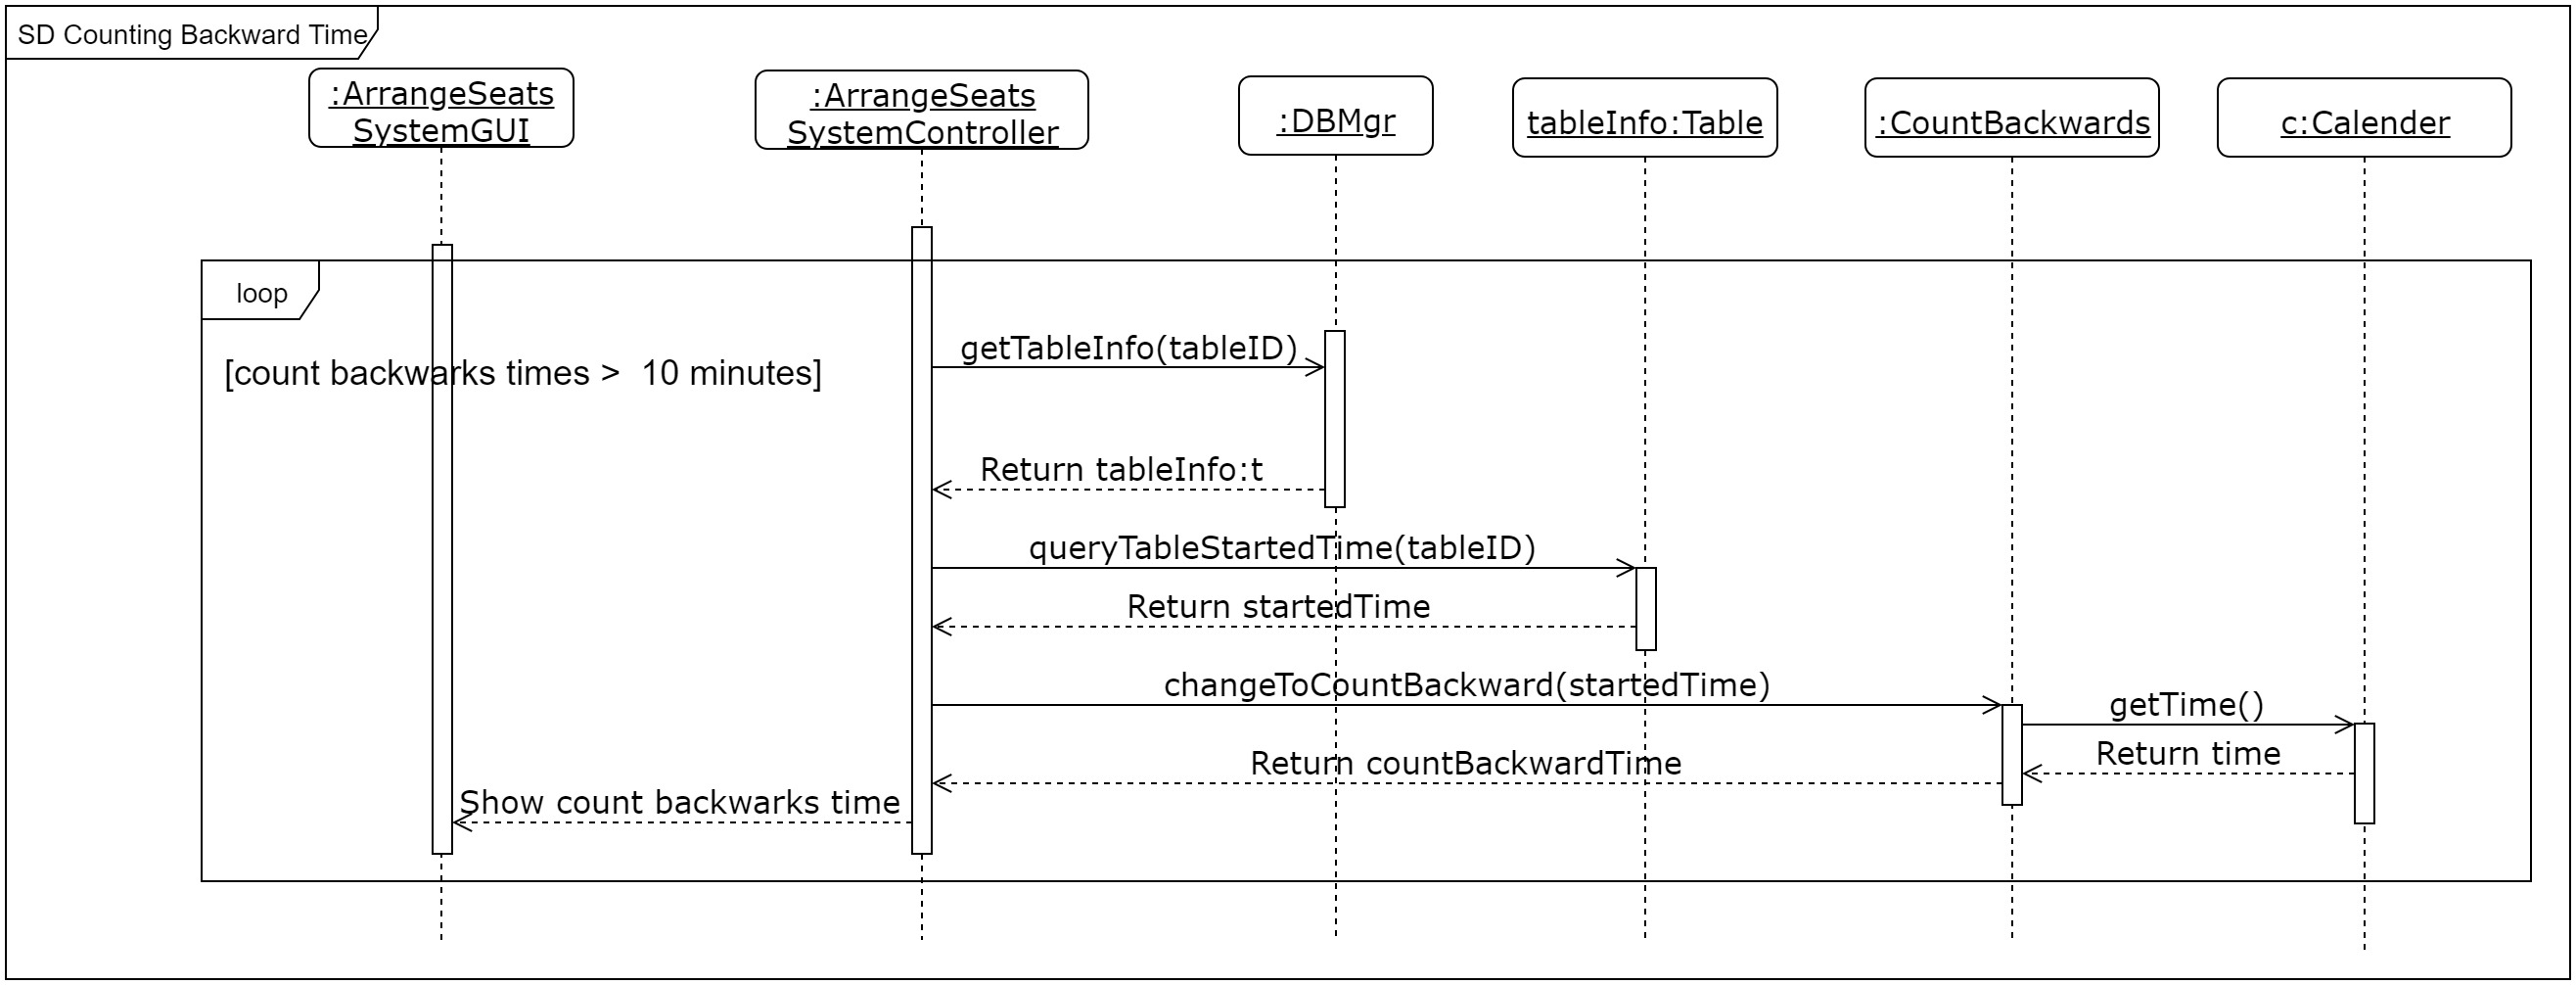 SD Counting Backward Time
:ArrangeSeats
SystemGUI
:ArrangeSeats
SystemController
:DBMgr
tableInfo:Table
:CountBackwards
c:Calender
loop
[count backwarks times >  10 minutes]
getTableInfo(tableID)
Return tableInfo:t
queryTableStartedTime(tableID)
Return startedTime
changeToCountBackward(startedTime)
getTime()
Return time
Return countBackwardTime
Show count backwarks time